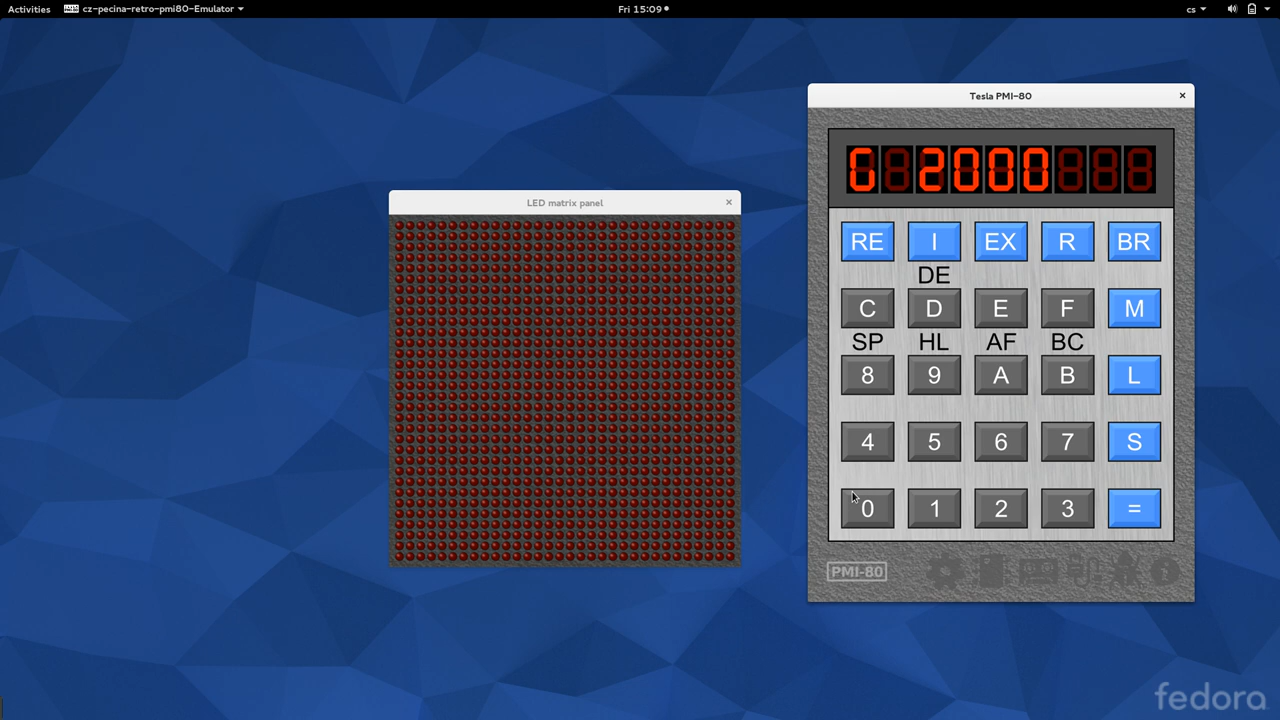 Activities cz-pecina-retro-pmi80-Emulator Fri 15:09 cs
Tesla PMI-80
G 2000
LED matrix panel
RE I EX R BR
DE
C D E F M
SP HL AF BC
8 9 A B L
4 5 6 7 S
0 1 2 3 =
PMI-80
fedora